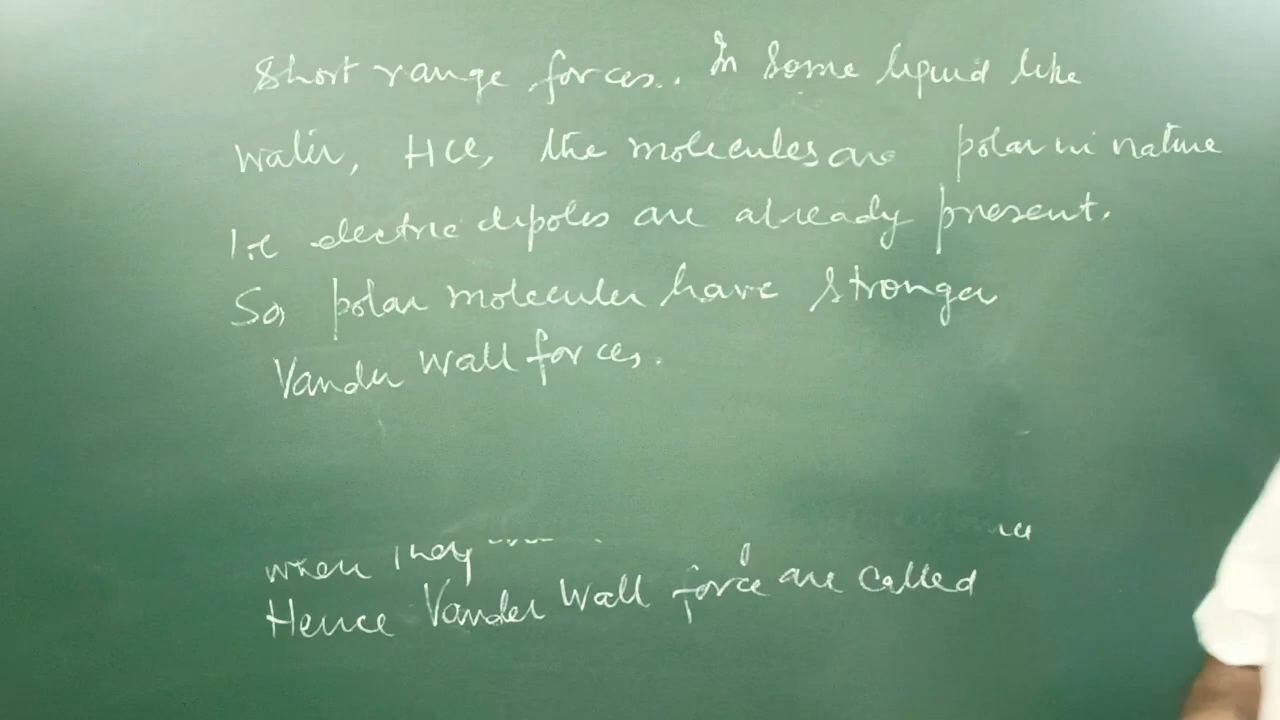 Short range forces. In Some liquid like
water, HCl, the molecules are polar in nature
I.e electric dipoles are already present.
So, polar molecules have stronger
Vander Wall forces.
when they
Hence Vander Wall force are called